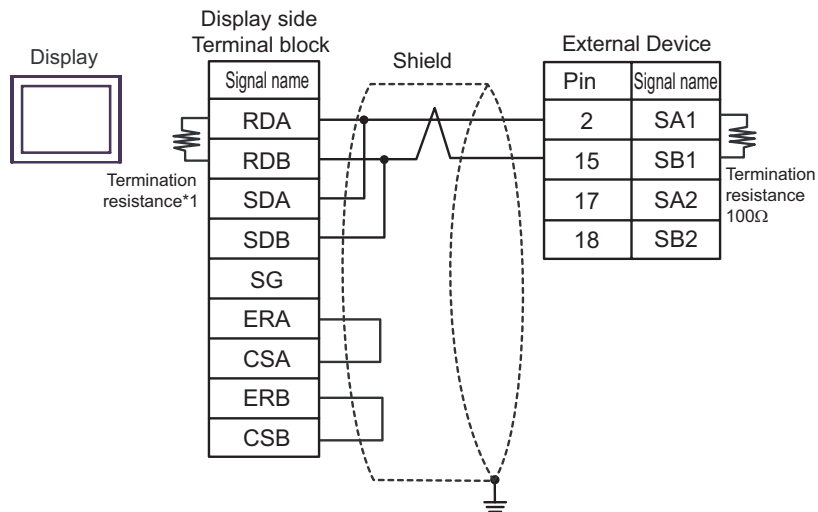 Display side
Terminal block
Display
Shield
External Device
Signal name
Pin Signal name
RDA
2 SA1
RDB
15 SB1
Termination
resistance*1
Termination
resistance
100Ω
SDA
17 SA2
SDB
18 SB2
SG
ERA
CSA
ERB
CSB